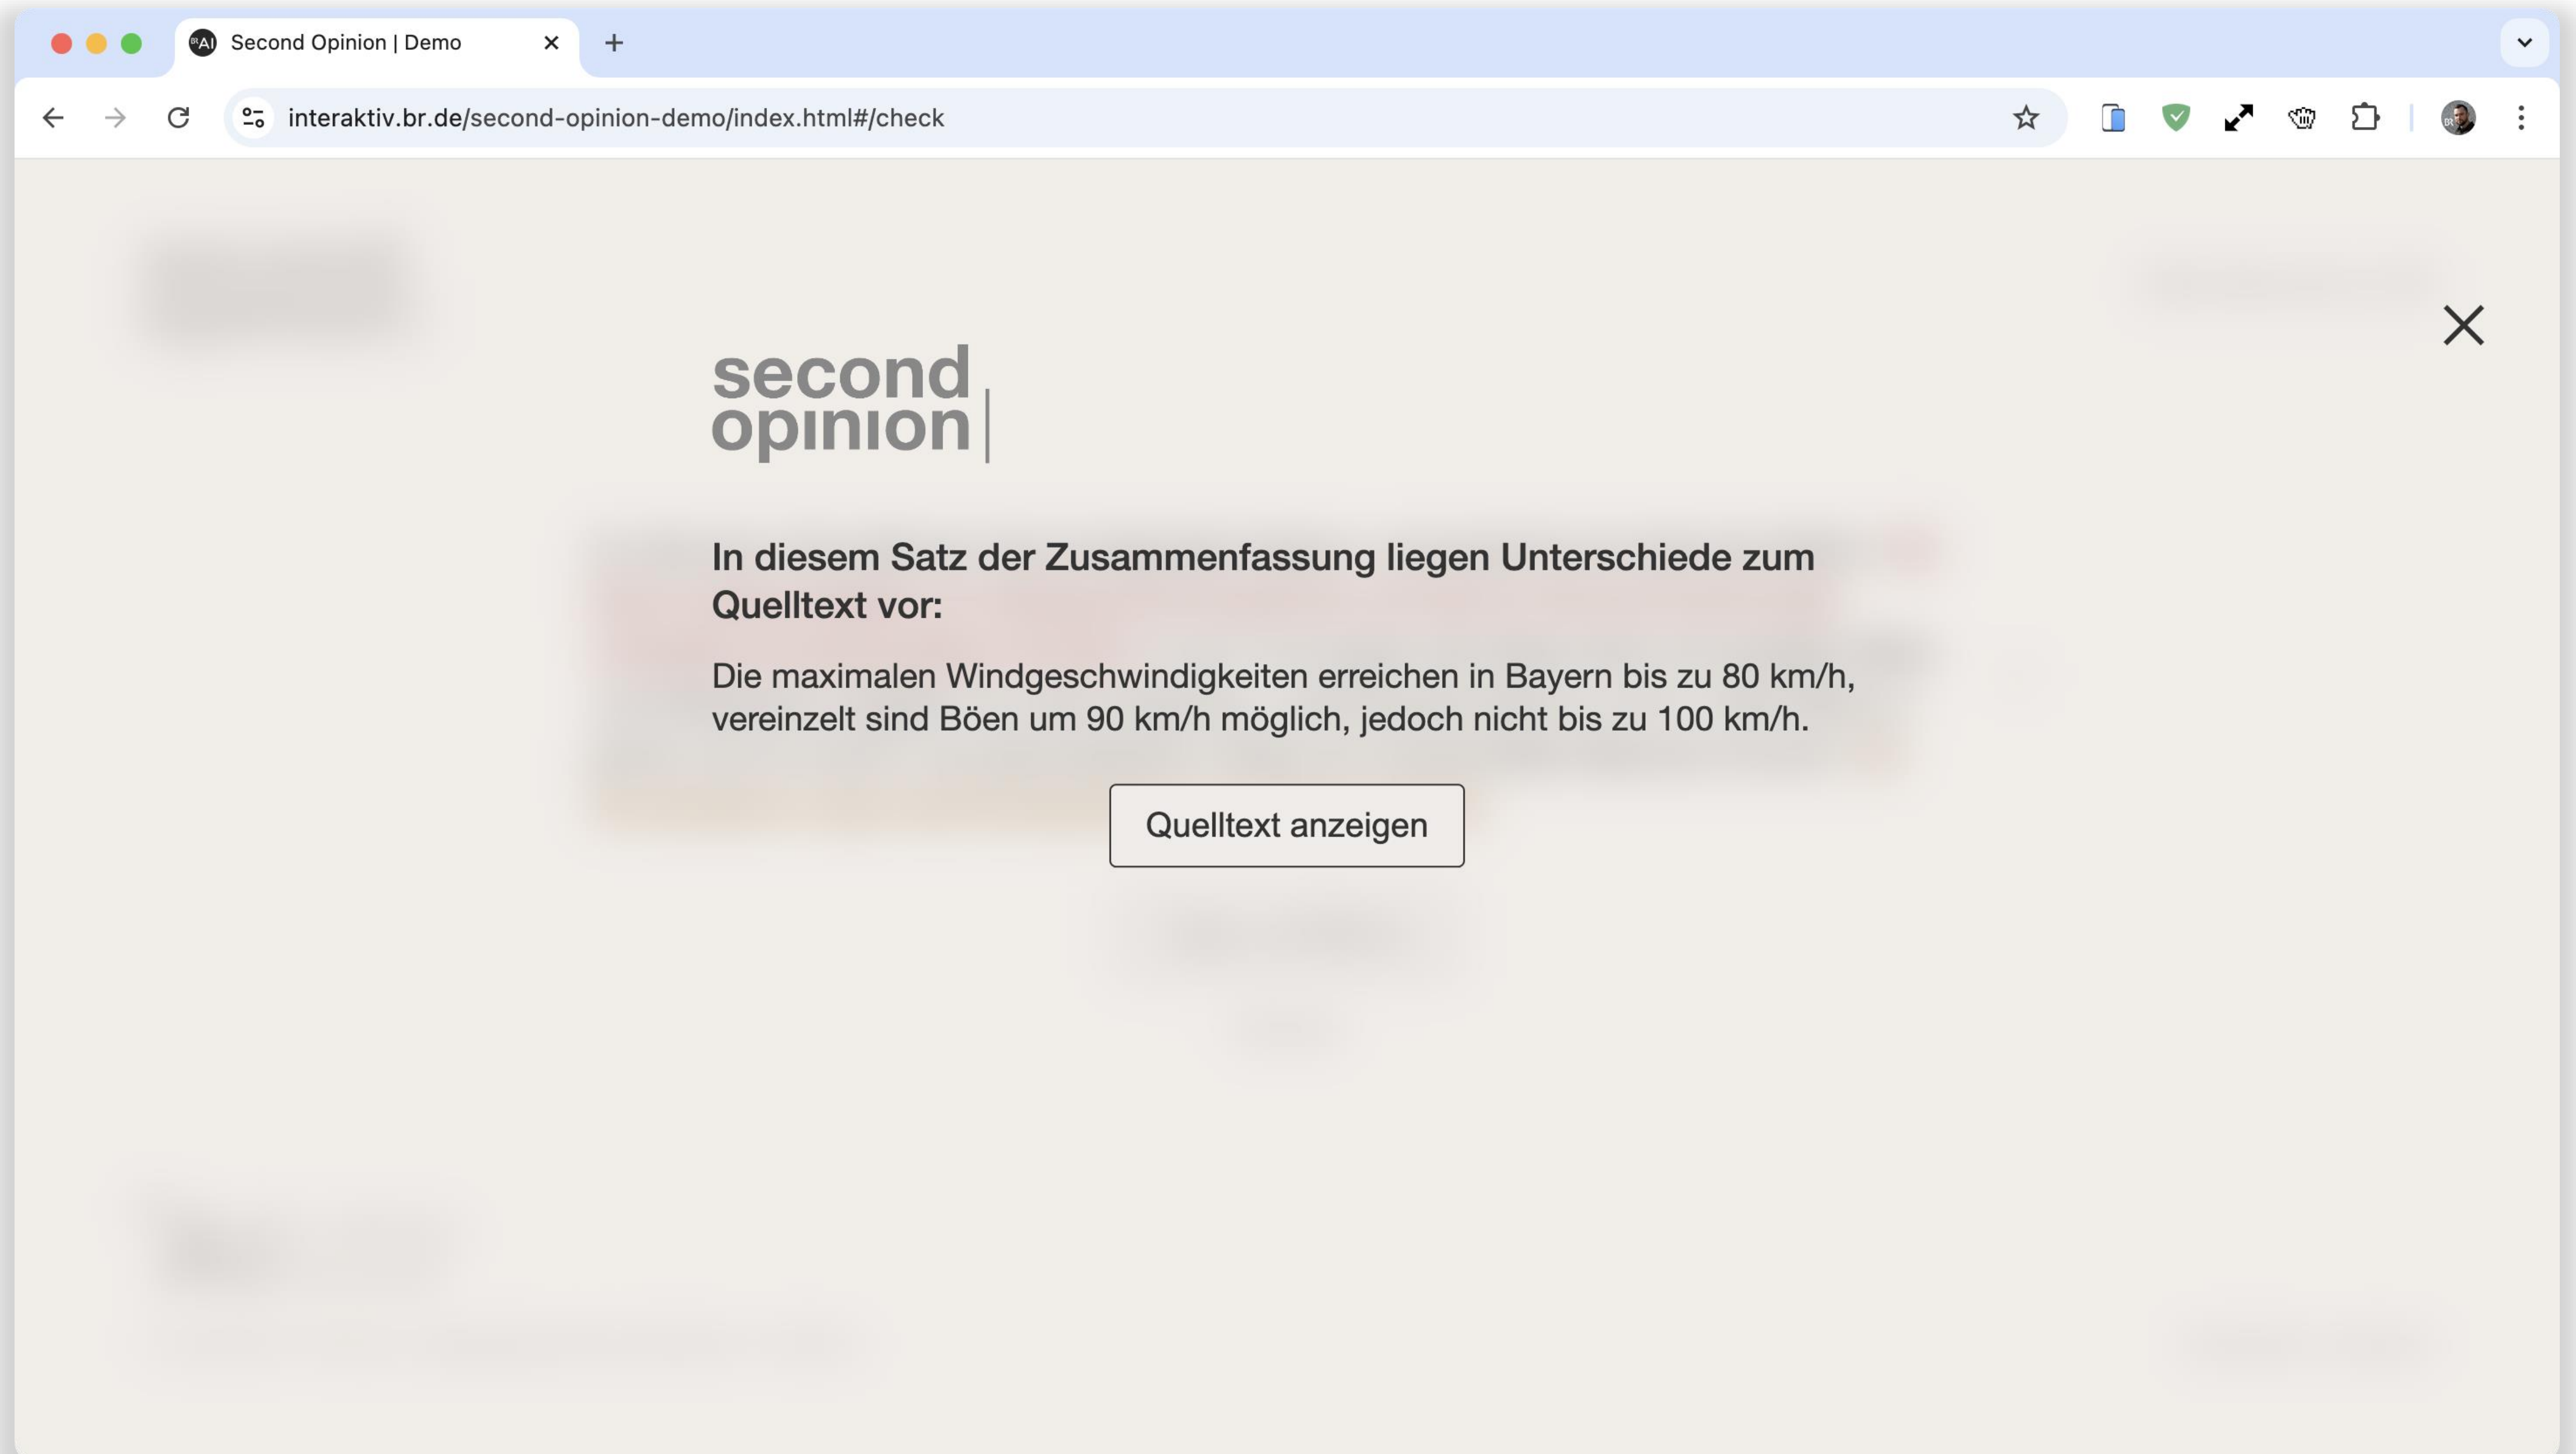 Second Opinion | Demo
interaktiv.br.de/second-opinion-demo/index.html#/check
second
opinion
In diesem Satz der Zusammenfassung liegen Unterschiede zum
Quelltext vor:
Die maximalen Windgeschwindigkeiten erreichen in Bayern bis zu 80 km/h,
vereinzelt sind Böen um 90 km/h möglich, jedoch nicht bis zu 100 km/h.
Quelltext anzeigen